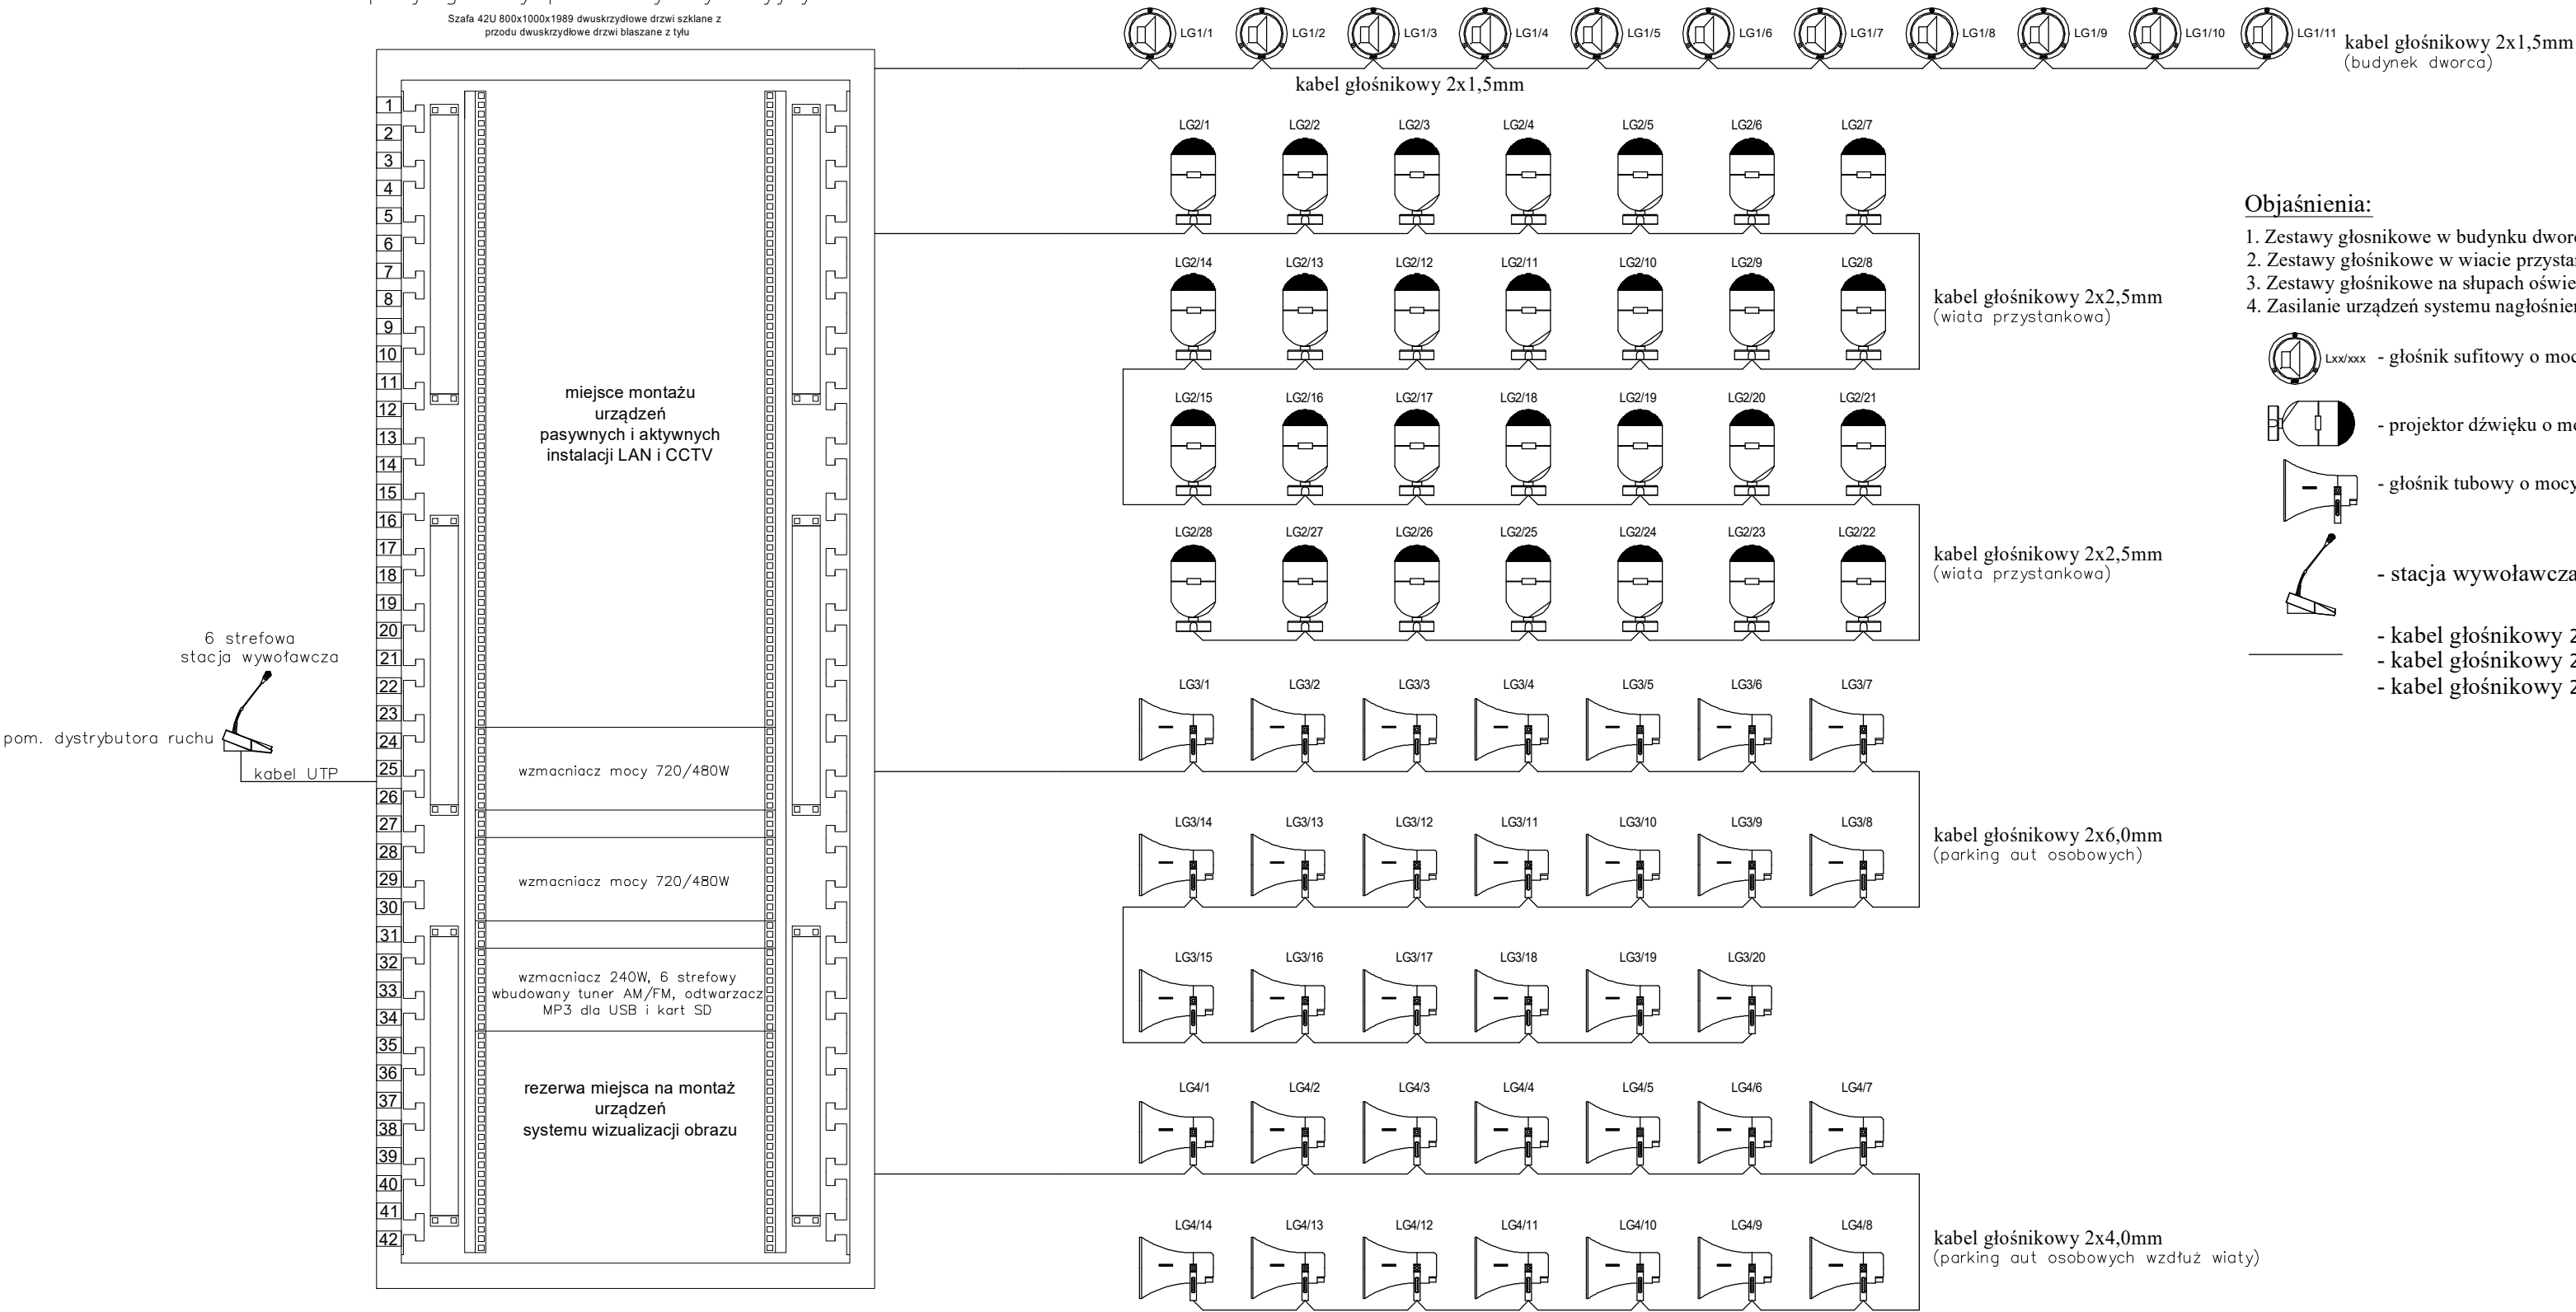 Szafa 42U 800x1000x1989 dwuskrzydłowe drzwi szklane z
przodu dwuskrzydłowe drzwi blaszane z tyłu
1
2
3
4
5
6
7
8
9
10
11
12
13
14
15
16
17
18
19
20
21
22
23
24
25
26
27
28
29
30
31
32
33
34
35
36
37
38
39
40
41
42
miejsce montażu
urządzeń
pasywnych i aktywnych
instalacji LAN i CCTV
wzmacniacz mocy 720/480W
wzmacniacz mocy 720/480W
wzmacniacz 240W, 6 strefowy
wbudowany tuner AM/FM, odtwarzacz
MP3 dla USB i kart SD
rezerwa miejsca na montaż
urządzeń
systemu wizualizacji obrazu
6 strefowa
stacja wywoławcza
pom. dystrybutora ruchu
kabel UTP
LG1/1 LG1/2 LG1/3 LG1/4 LG1/5 LG1/6 LG1/7 LG1/8 LG1/9 LG1/10 LG1/11
kabel głośnikowy 2x1,5mm
(budynek dworca)
kabel głośnikowy 2x1,5mm
LG2/1 LG2/2 LG2/3 LG2/4 LG2/5 LG2/6 LG2/7
LG2/14 LG2/13 LG2/12 LG2/11 LG2/10 LG2/9 LG2/8
kabel głośnikowy 2x2,5mm
(wiata przystankowa)
LG2/15 LG2/16 LG2/17 LG2/18 LG2/19 LG2/20 LG2/21
LG2/28 LG2/27 LG2/26 LG2/25 LG2/24 LG2/23 LG2/22
kabel głośnikowy 2x2,5mm
(wiata przystankowa)
LG3/1 LG3/2 LG3/3 LG3/4 LG3/5 LG3/6 LG3/7
LG3/14 LG3/13 LG3/12 LG3/11 LG3/10 LG3/9 LG3/8
kabel głośnikowy 2x6,0mm
(parking aut osobowych)
LG3/15 LG3/16 LG3/17 LG3/18 LG3/19 LG3/20
LG4/1 LG4/2 LG4/3 LG4/4 LG4/5 LG4/6 LG4/7
LG4/14 LG4/13 LG4/12 LG4/11 LG4/10 LG4/9 LG4/8
kabel głośnikowy 2x4,0mm
(parking aut osobowych wzdłuż wiaty)
Objaśnienia:
1. Zestawy głosnikowe w budynku
2. Zestawy głośnikowe w wiacie
3. Zestawy głośnikowe na słupach
4. Zasilanie urządzeń systemu
Lxx/xxx - głośnik sufitowy o
- projektor dźwięku o
- głośnik tubowy o mocy
- stacja wywoławcza
- kabel głośnikowy
- kabel głośnikowy
- kabel głośnikowy